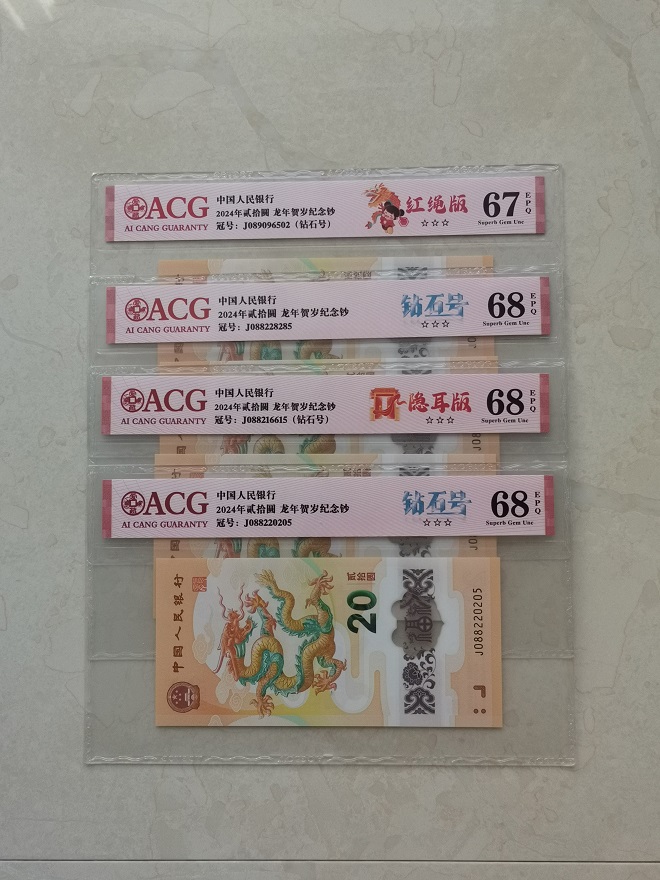 ACG
AI CANG GUARANTY
中国人民银行
2024年贰拾圆 龙年贺岁纪念钞
冠号：J089096502（钻石号）
红绳版
☆☆☆
67
EPQ
Superb Gem Unc
ACG
AI CANG GUARANTY
中国人民银行
2024年贰拾圆 龙年贺岁纪念钞
冠号：J088228285
钻石号
☆☆☆
68
EPQ
Superb Gem Unc
ACG
AI CANG GUARANTY
中国人民银行
2024年贰拾圆 龙年贺岁纪念钞
冠号：J088216615（钻石号）
隐耳版
☆☆☆
68
EPQ
Superb Gem Unc
J08
ACG
AI CANG GUARANTY
中国人民银行
2024年贰拾圆 龙年贺岁纪念钞
冠号：J088220205
钻石号
☆☆☆
68
EPQ
Superb Gem Unc
中国人民银行
贰拾圆
20
J088220205